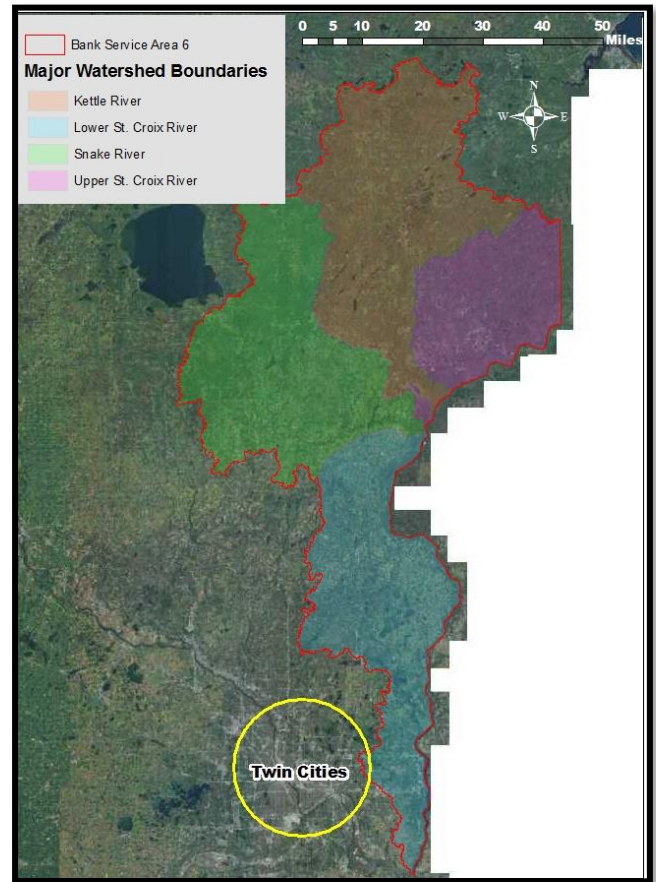 Bank Service Area 6
Major Watershed Boundaries
Kettle River
Lower St. Croix River
Snake River
Upper St. Croix River
0 5 10 20 30 40 50
Miles
N
W E
S
Twin Cities